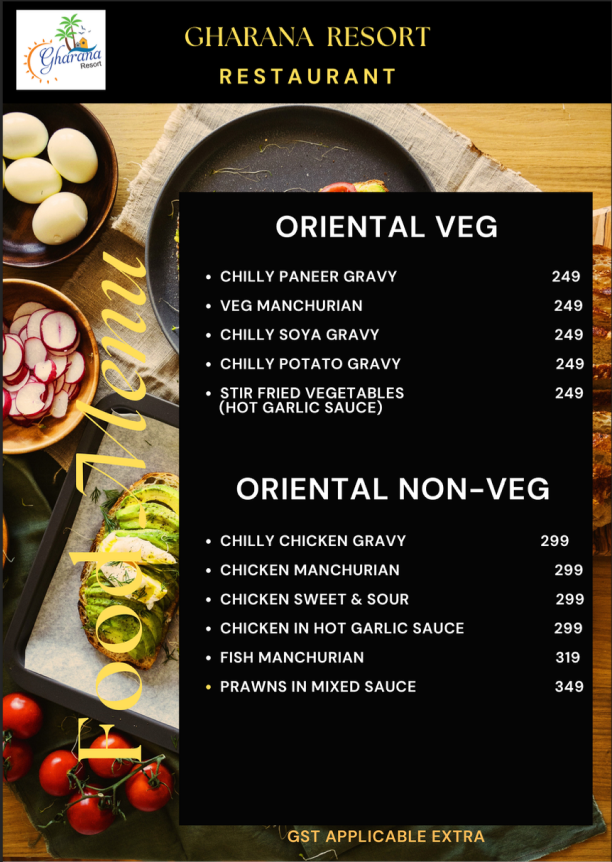 Gharana
Resort
GHARANA RESORT
RESTAURANT
Food Menu
ORIENTAL VEG
• CHILLY PANEER GRAVY 249
• VEG MANCHURIAN 249
• CHILLY SOYA GRAVY 249
• CHILLY POTATO GRAVY 249
• STIR FRIED VEGETABLES 249
(HOT GARLIC SAUCE)
ORIENTAL NON-VEG
• CHILLY CHICKEN GRAVY 299
• CHICKEN MANCHURIAN 299
• CHICKEN SWEET & SOUR 299
• CHICKEN IN HOT GARLIC SAUCE 299
• FISH MANCHURIAN 319
• PRAWNS IN MIXED SAUCE 349
GST APPLICABLE EXTRA